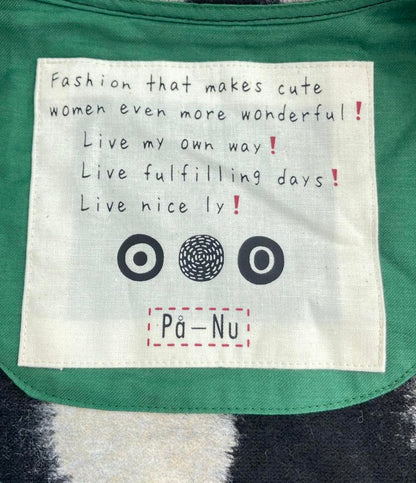 Fashion that makes cute
women even more wonderful!
Live my own way!
Live fulfilling days!
Live nice ly!
På-Nu